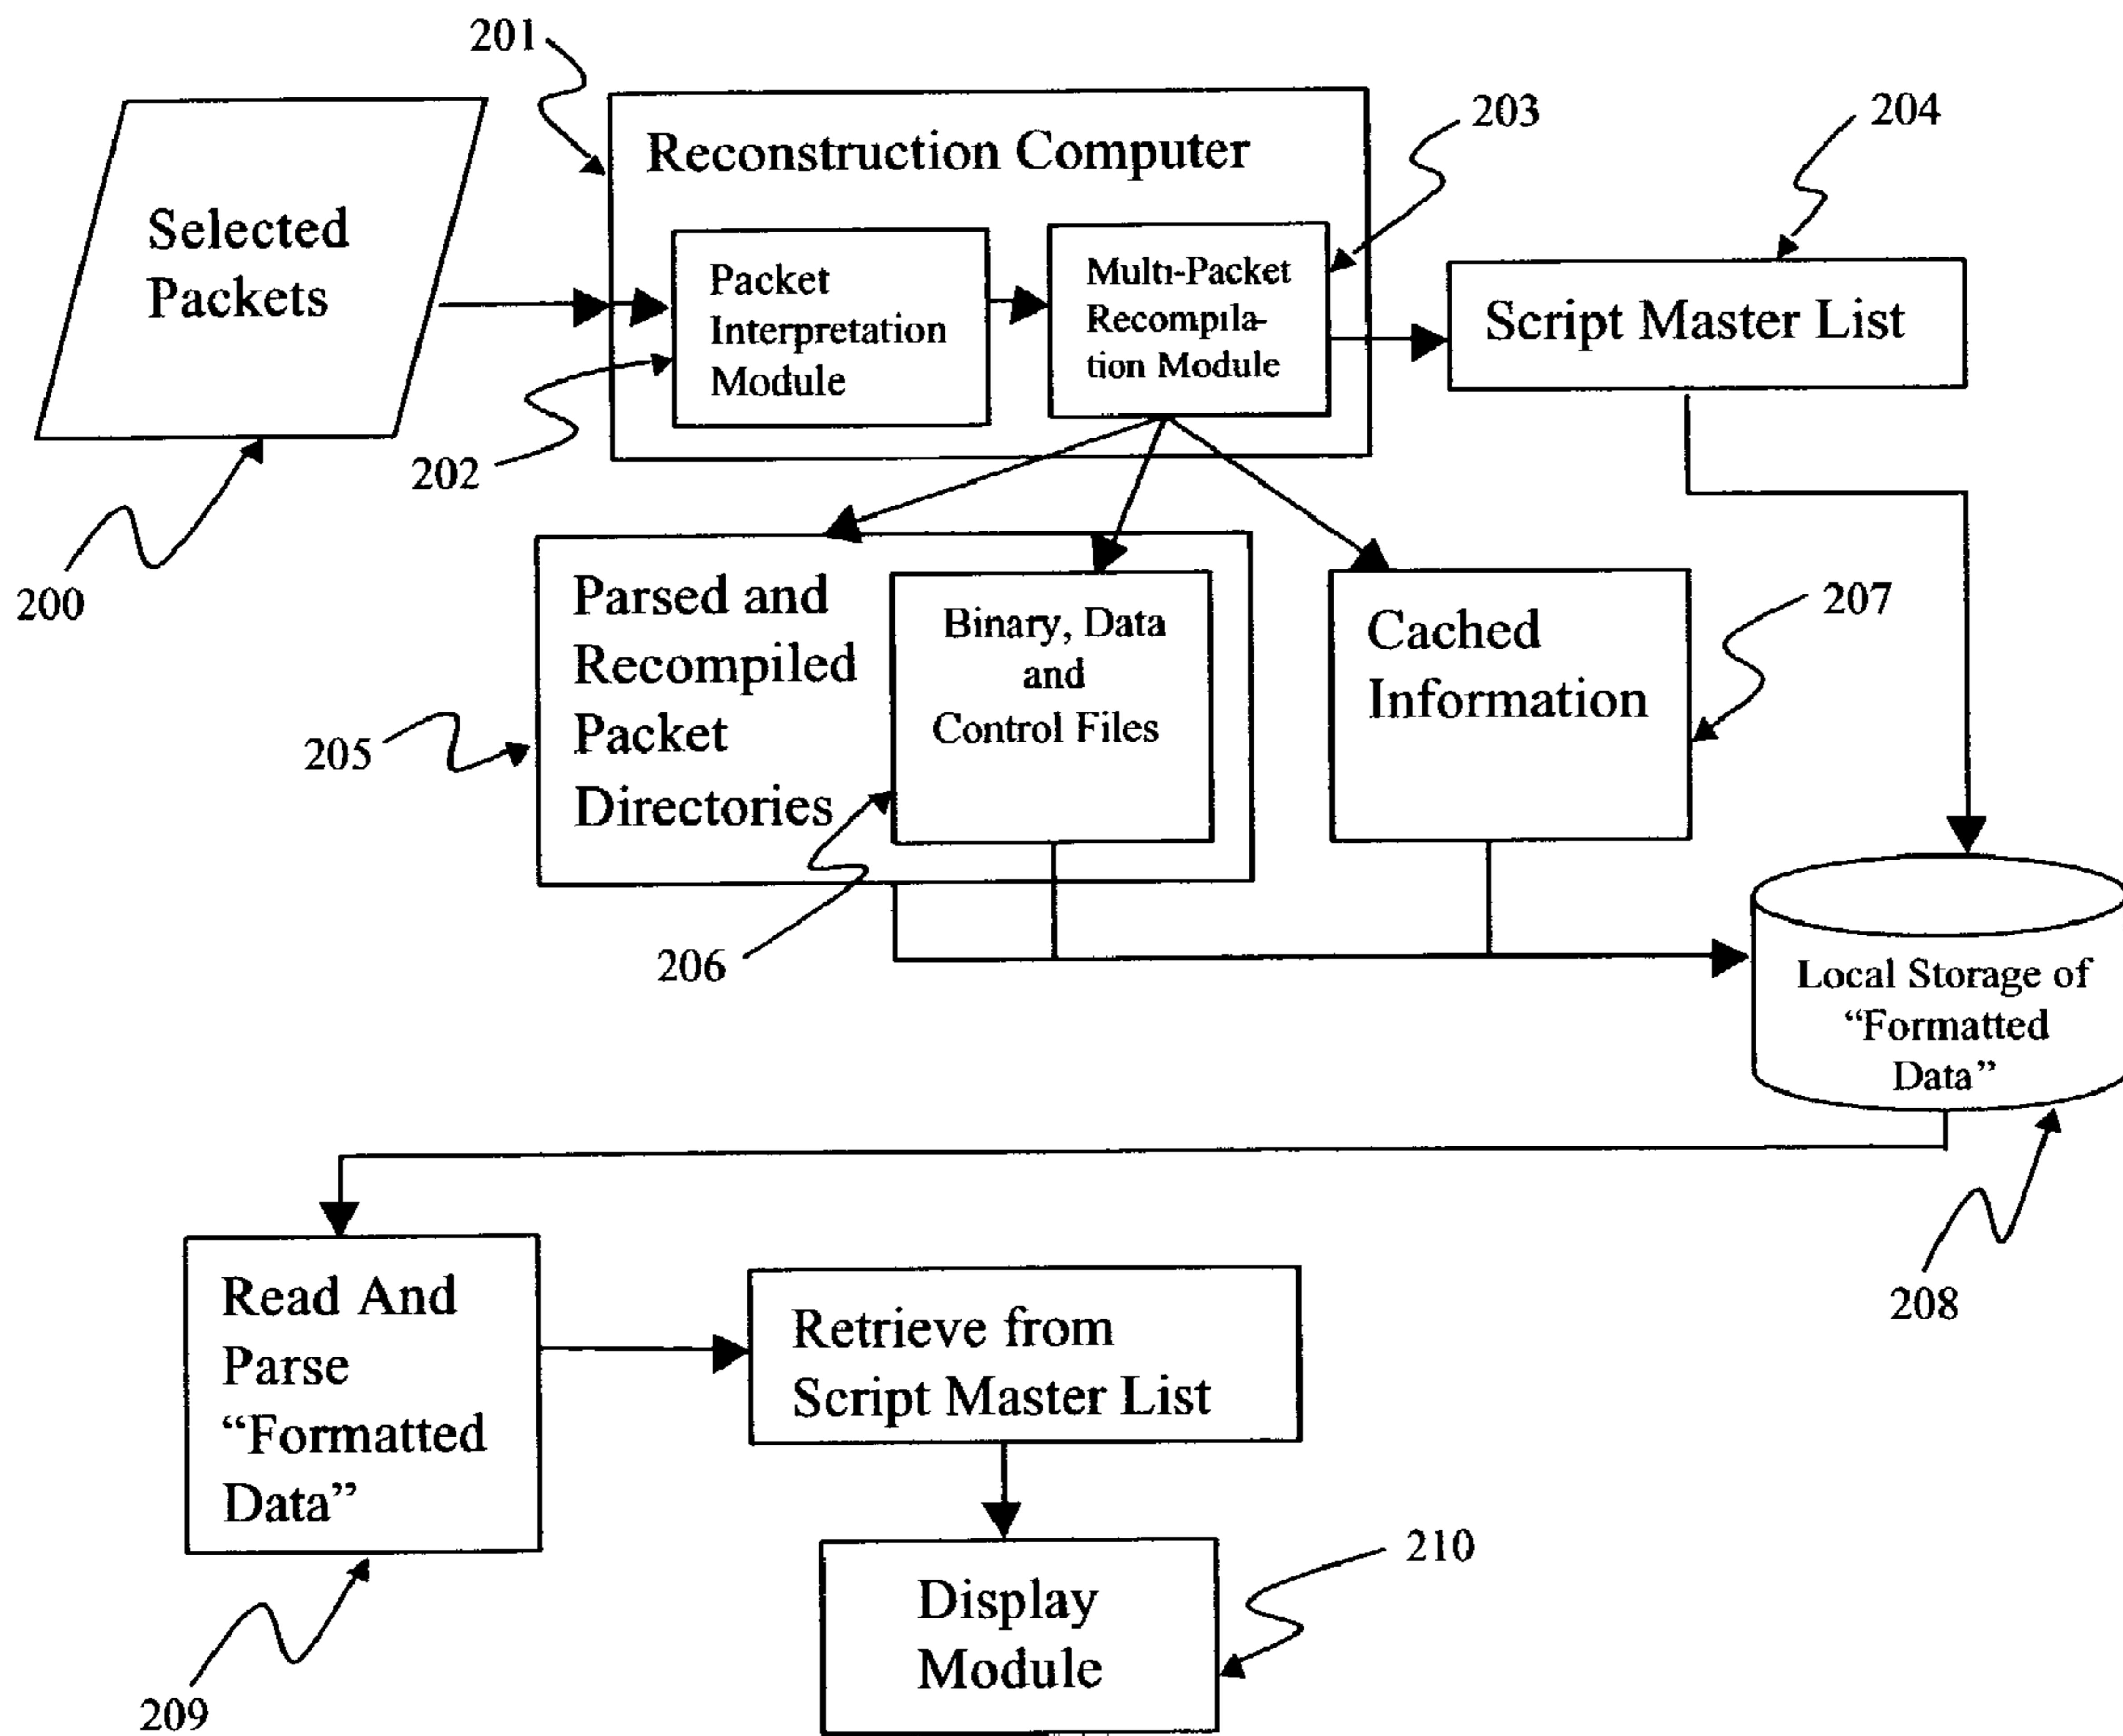 201
203
204
Reconstruction Computer
Selected
Packets
Packet
Interpretation
Module
Multi-Packet
Recompila-
tion Module
Script Master List
202
200
Parsed and
Recompiled
Packet
Directories
Binary, Data
and
Control Files
Cached
Information
207
205
206
Local Storage of
“Formatted
Data”
208
Read And
Parse
“Formatted
Data”
Retrieve from
Script Master List
209
Display
Module
210